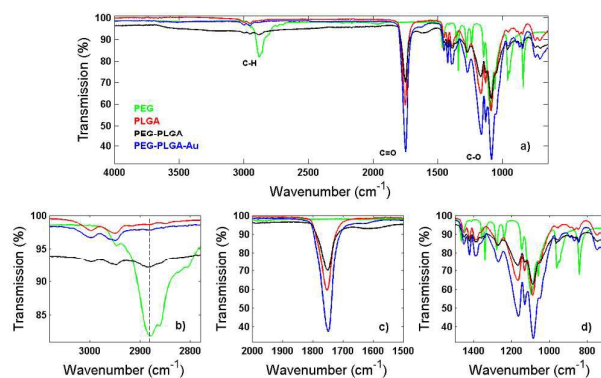 100
90
80
70
60
50
40
Transmission (%)
C-H
PEG
PLGA
PEG-PLGA
PEG-PLGA-Au
C=O
C-O
a)
4000 3500 3000 2500 2000 1500 1000
Wavenumber (cm-1)
100
95
90
85
Transmission (%)
b)
3000 2900 2800
Wavenumber (cm-1)
100
90
80
70
60
50
40
Transmission (%)
c)
2000 1900 1800 1700 1600 1500
Wavenumber (cm-1)
100
90
80
70
60
50
40
Transmission (%)
d)
1400 1200 1000 800
Wavenumber (cm-1)